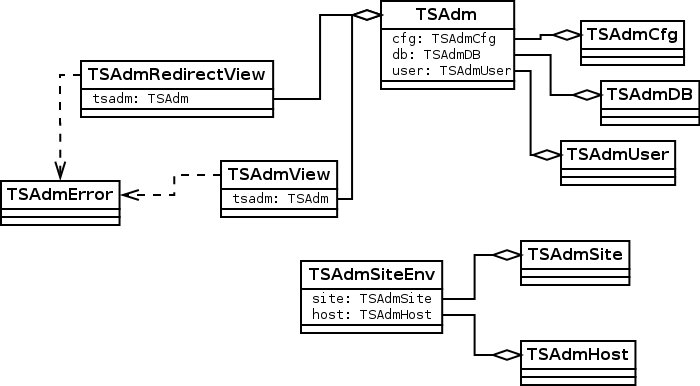 TSAdm
cfg: TSAdmCfg
db: TSAdmDB
user: TSAdmUser
TSAdmCfg
TSAdmRedirectView
tsadm: TSAdm
TSAdmDB
TSAdmUser
TSAdmView
tsadm: TSAdm
TSAdmError
TSAdmSite
TSAdmSiteEnv
site: TSAdmSite
host: TSAdmHost
TSAdmHost